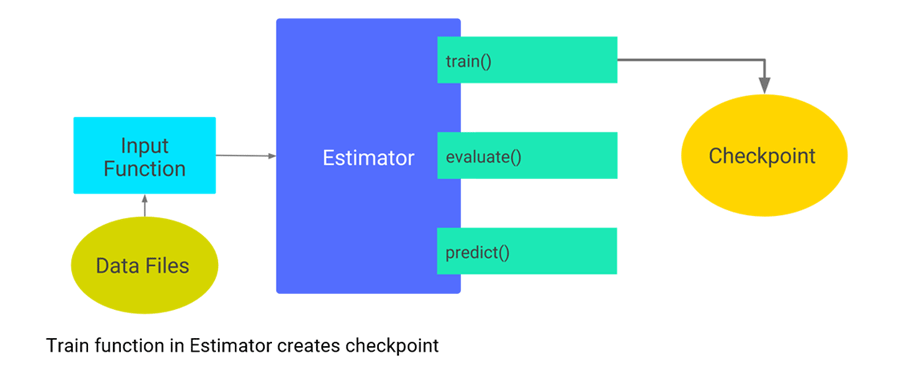 train()
Input
Function
Estimator
evaluate()
Checkpoint
Data Files
predict()
Train function in Estimator creates checkpoint